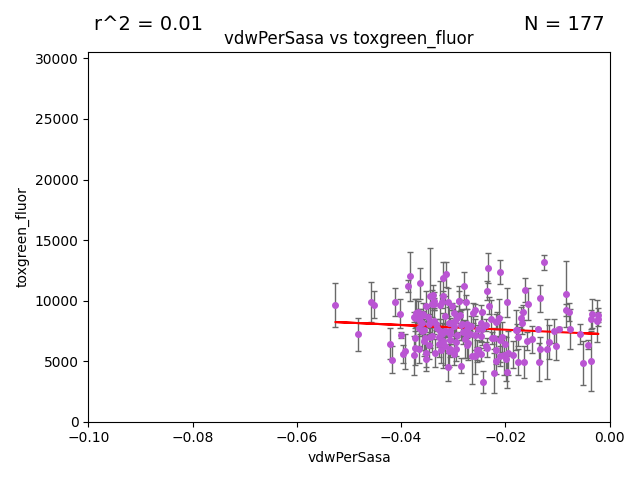 r^2 = 0.01
N = 177
vdwPerSasa vs toxgreen_fluor
30000
25000
20000
15000
10000
5000
0
toxgreen_fluor
−0.10
−0.08
−0.06
−0.04
−0.02
0.00
vdwPerSasa